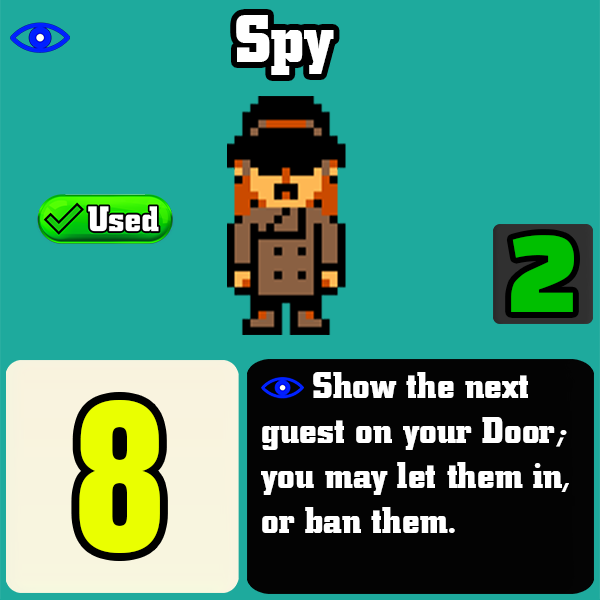 Spy
Used
2
8
Show the next
guest on your Door;
you may let them in,
or ban them.